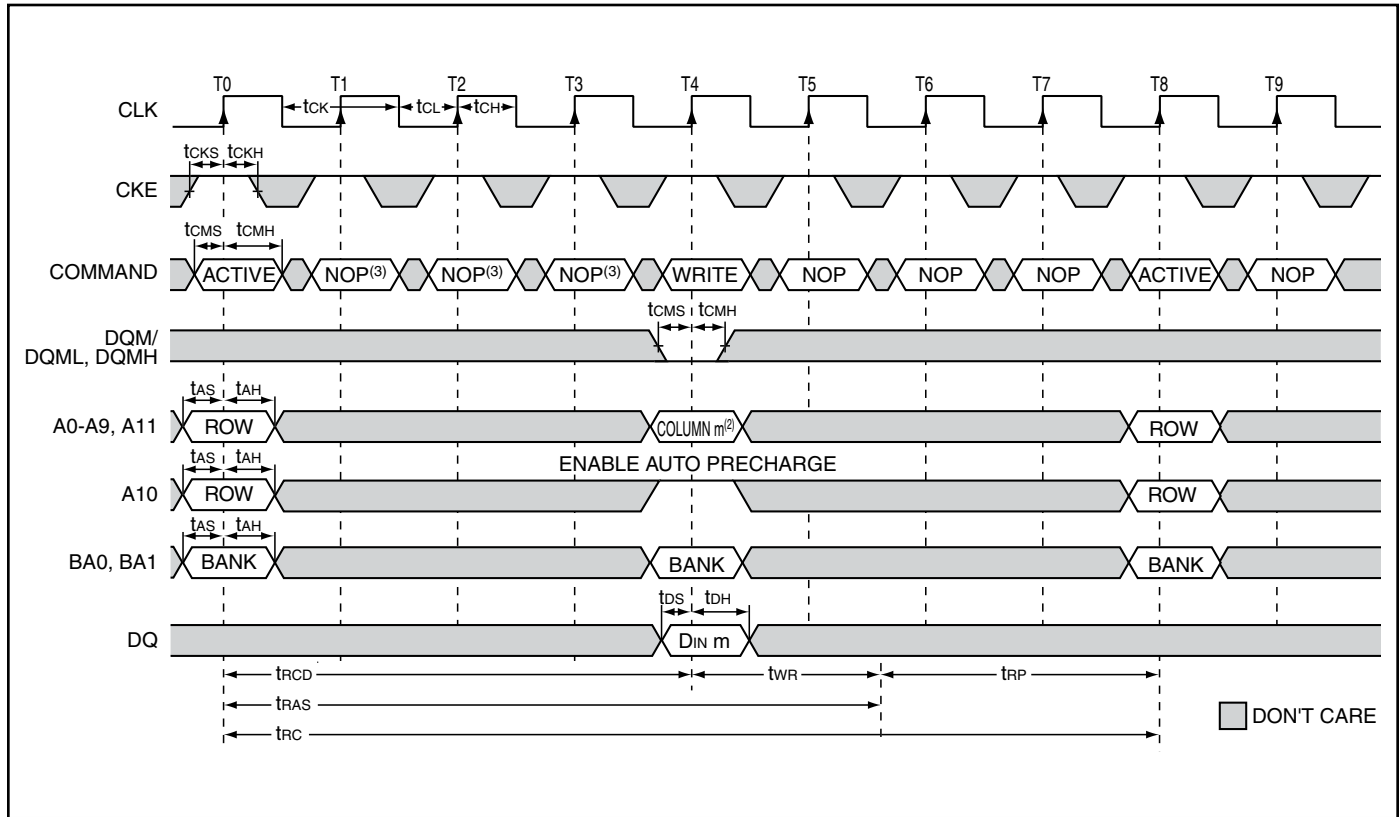 T0 T1 T2 T3 T4 T5 T6 T7 T8 T9
CLK tCK tCL tCH
tCKS tCKH
CKE
tCMS tCMH
COMMAND ACTIVE NOP(3) NOP(3) NOP(3) WRITE NOP NOP NOP ACTIVE NOP
tCMS tCMH
DQM/
DQML, DQMH
tAS tAH
A0-A9, A11 ROW COLUMN m(2) ROW
tAS tAH ENABLE AUTO PRECHARGE
A10 ROW ROW
tAS tAH
BA0, BA1 BANK BANK BANK
tDS tDH
DQ DIN m
tRCD tWR tRP
tRAS
DON'T CARE
tRC